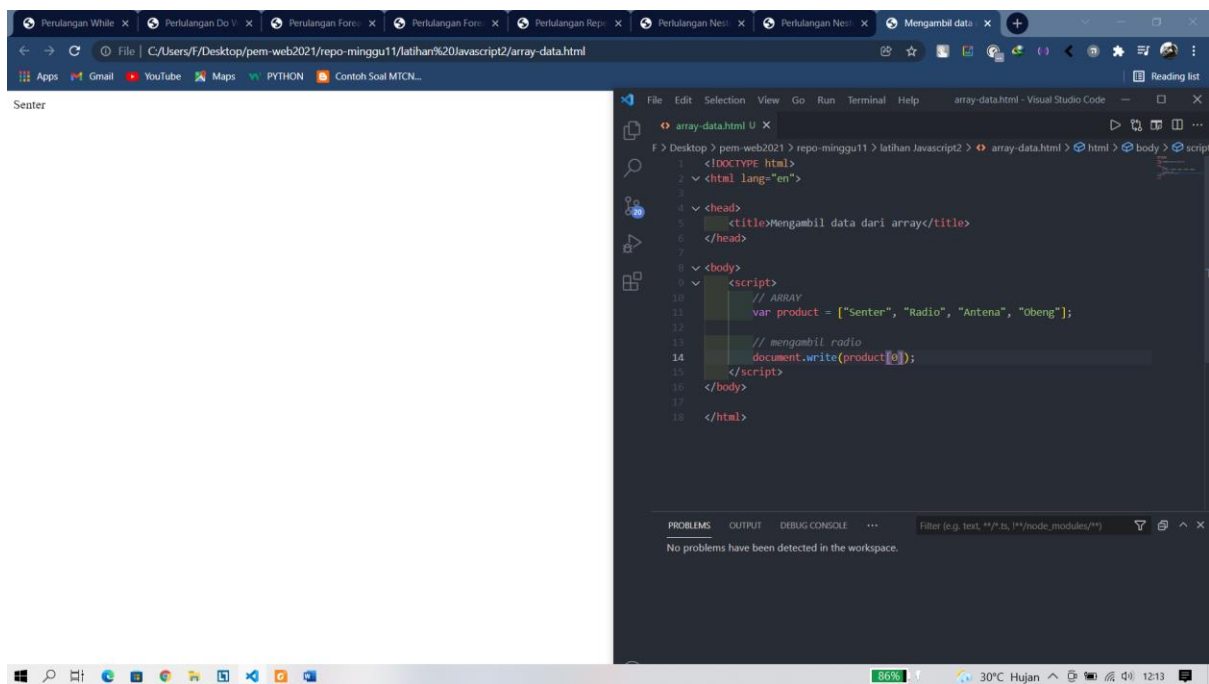 Perulangan While
Perlulangan Do W
Perulangan Fore
Perlulangan Fore
Perlulangan Repe
Perlulangan Nest
Perlulangan Nest
Mengambil data
File | C:/Users/F/Desktop/pem-web2021/repo-minggu11/latihan%20Javascript2/array-data.html
Apps Gmail YouTube Maps PYTHON Contoh Soal MTCN... Reading list
Senter
File Edit Selection View Go Run Terminal Help array-data.html - Visual Studio Code
array-data.html U
F > Desktop > pem-web2021 > repo-minggu11 > latihan Javascript2 > array-data.html > html > body > script
1 <!DOCTYPE html>
2 <html lang="en">
3
4 <head>
5 <title>Mengambil data dari array</title>
6 </head>
7
8 <body>
9 <script>
10 // ARRAY
11 var product = ["Senter", "Radio", "Antena", "Obeng"];
12
13 // mengambil radio
14 document.write(product[0]);
15 </script>
16 </body>
17
18 </html>
20
PROBLEMS OUTPUT DEBUG CONSOLE ... Filter (e.g. text, **/*.ts, !**/node_modules/**)
No problems have been detected in the workspace.
86% 30°C Hujan 12:13